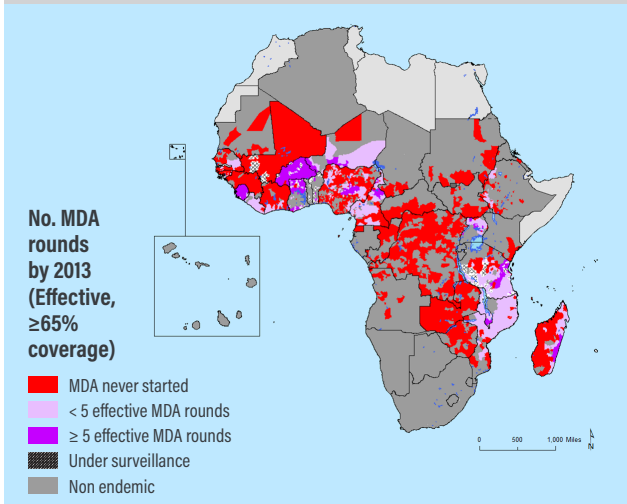 No. MDA
rounds
by 2013
(Effective,
≥65%
coverage)
MDA never started
< 5 effective MDA rounds
≥ 5 effective MDA rounds
Under surveillance
Non endemic
0 500 1,000 Miles
N